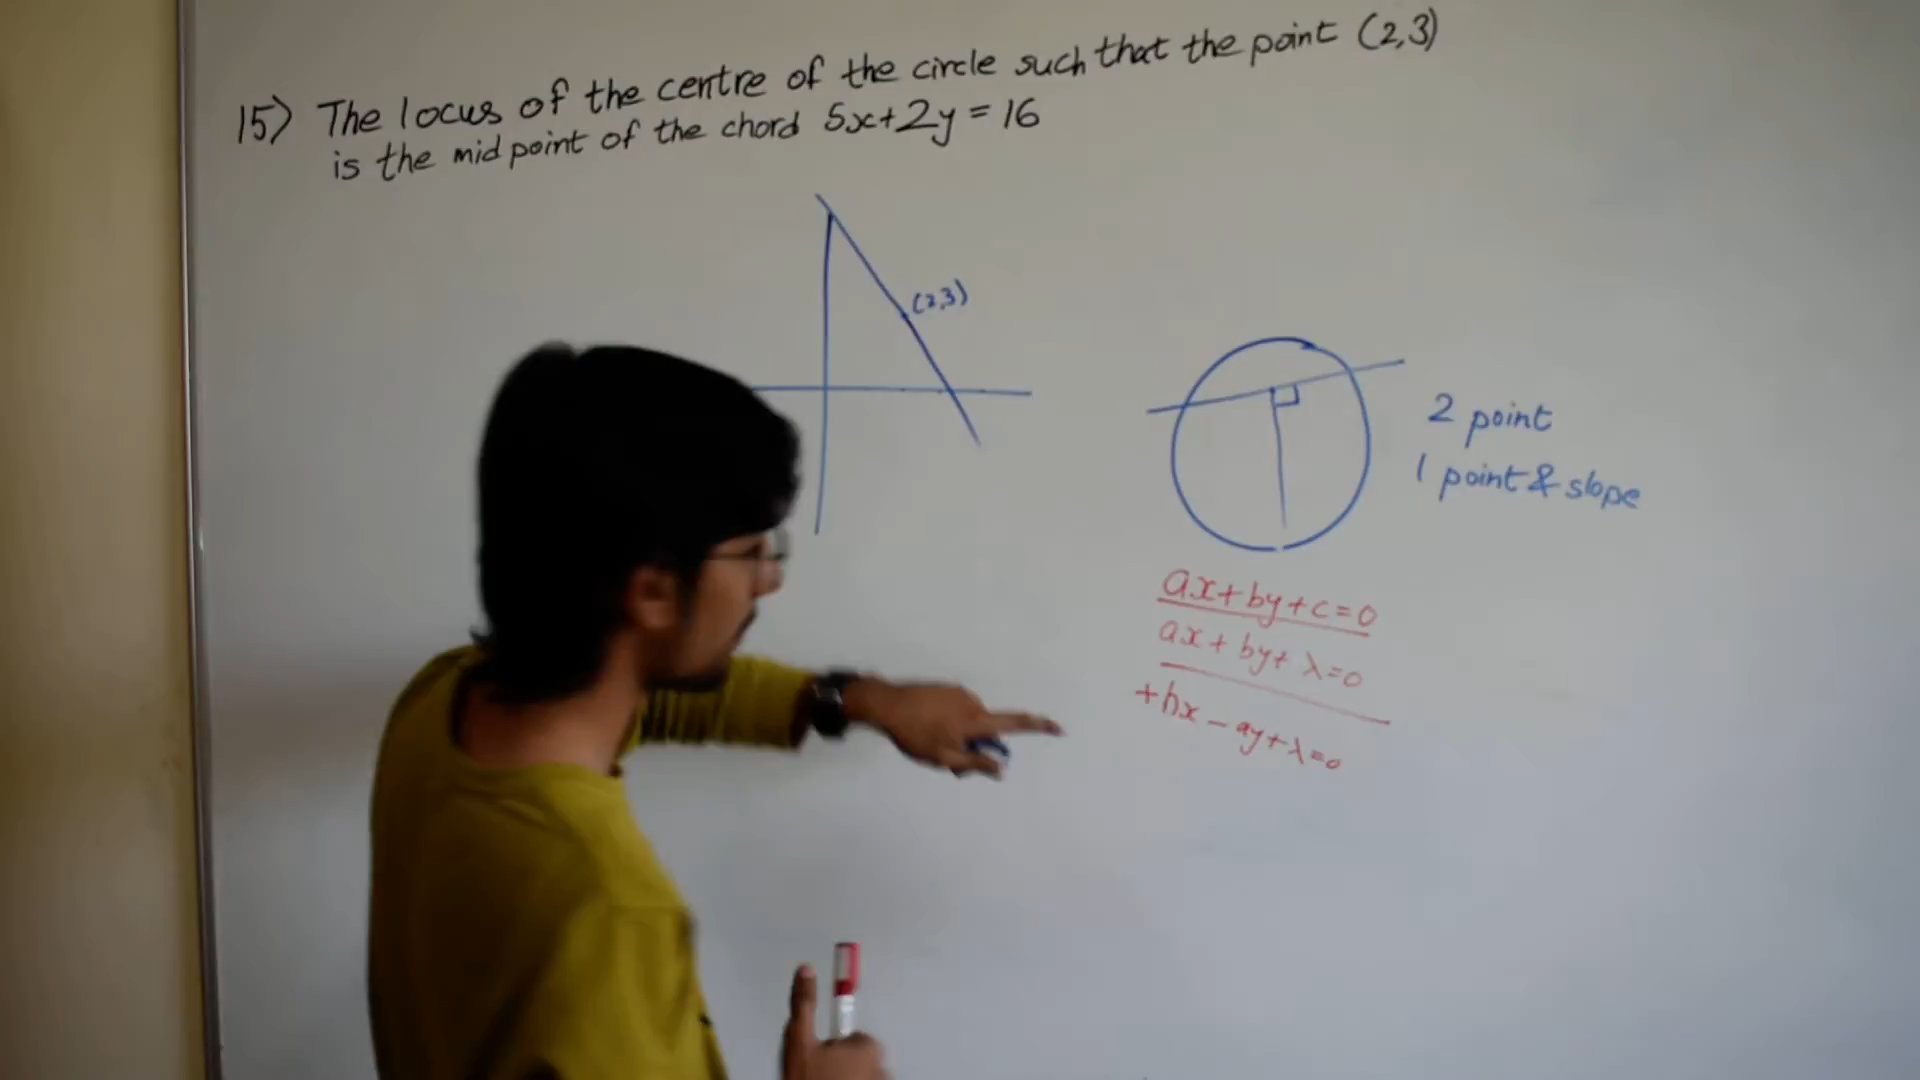 15) The locus of the centre of the circle such that the point (2,3)
is the mid point of the chord 5x+2y=16
(2,3)
2 point
1 point & slope
ax+by+c=0
ax+by+λ=0
+bx-ay+λ=0